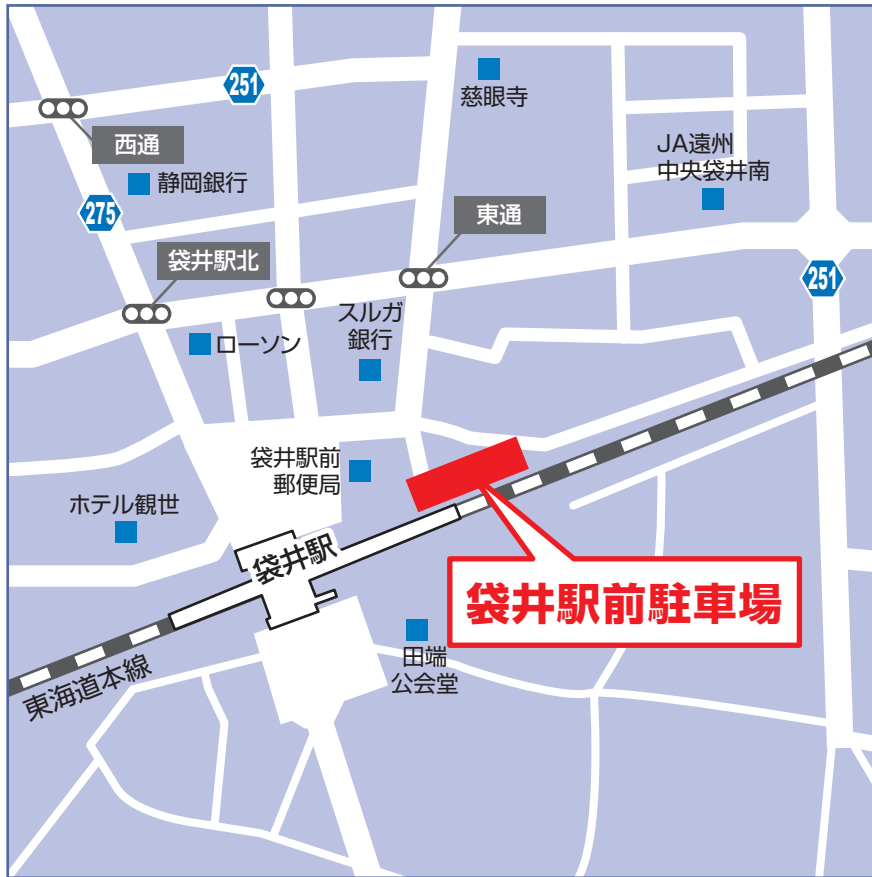 251
慈眼寺
西通
JA遠州
中央袋井南
静岡銀行
275
東通
袋井駅北
251
スルガ
銀行
ローソン
袋井駅前
郵便局
ホテル観世
袋井駅
袋井駅前駐車場
田端
公会堂
東海道本線